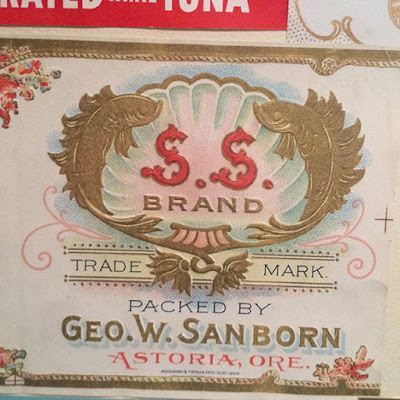 RATED TUNA
S. S.
BRAND
TRADE MARK.
PACKED BY
GEO. W. SANBORN
ASTORIA, ORE.